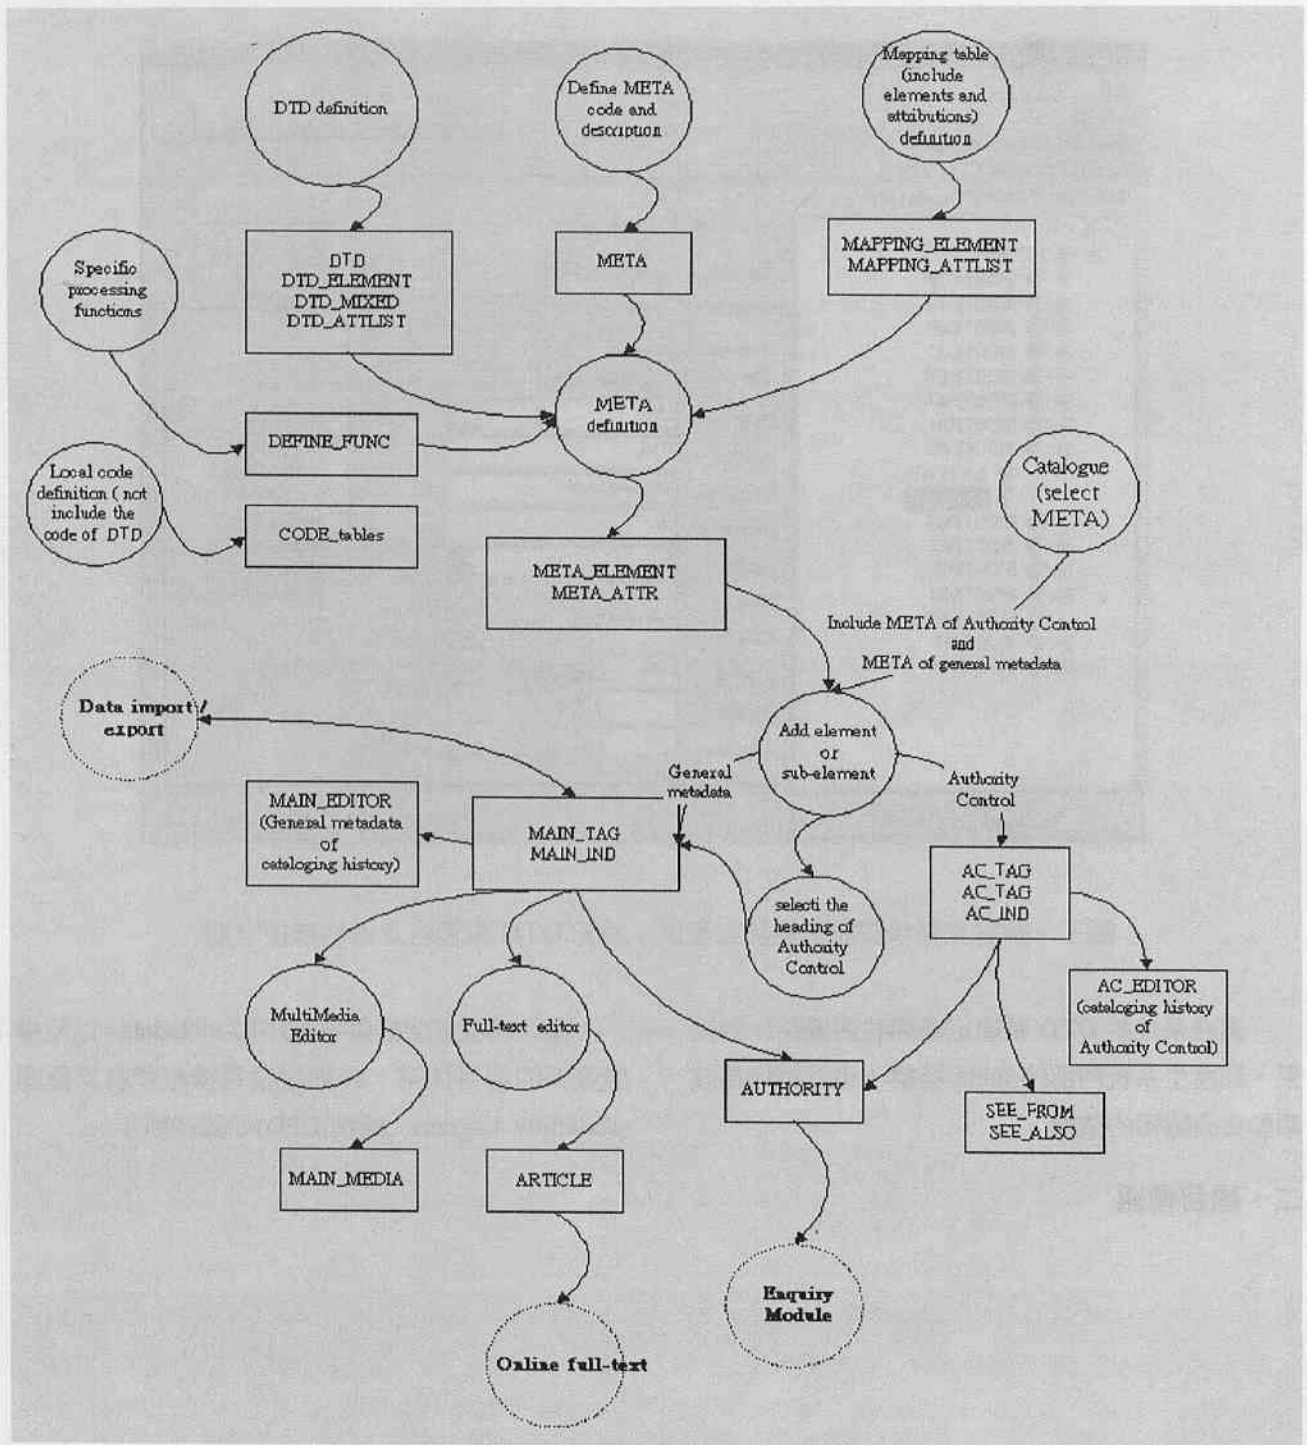 DTD definition
Define META
code and
description
Mapping table
(include
elements and
attributions)
definition
Specific
processing
functions
DTD
DTD_ELEMENT
DTD_MIXED
DTD_ATTLIST
META
MAPPING_ELEMENT
MAPPING_ATTLIST
META
definition
DEFINE_FUNC
Local code
definition ( not
include the
code of DTD
CODE_tables
Catalogue
(select
META)
META_ELEMENT
META_ATTR
Include META of Authority Control
and
META of general metadata
Data import /
export
Add element
or
sub-element
General
metadata
Authority
Control
MAIN_EDITOR
(General metadata
of
cataloging history)
MAIN_TAG
MAIN_IND
AC_TAG
AC_TAG
AC_IND
selecti the
heading of
Authority
Control
MultiMedia
Editor
Full-text editor
AC_EDITOR
(cataloging history
of
Authority Control)
AUTHORITY
SEE_FROM
SEE_ALSO
MAIN_MEDIA
ARTICLE
Enquiry
Module
Online full-text